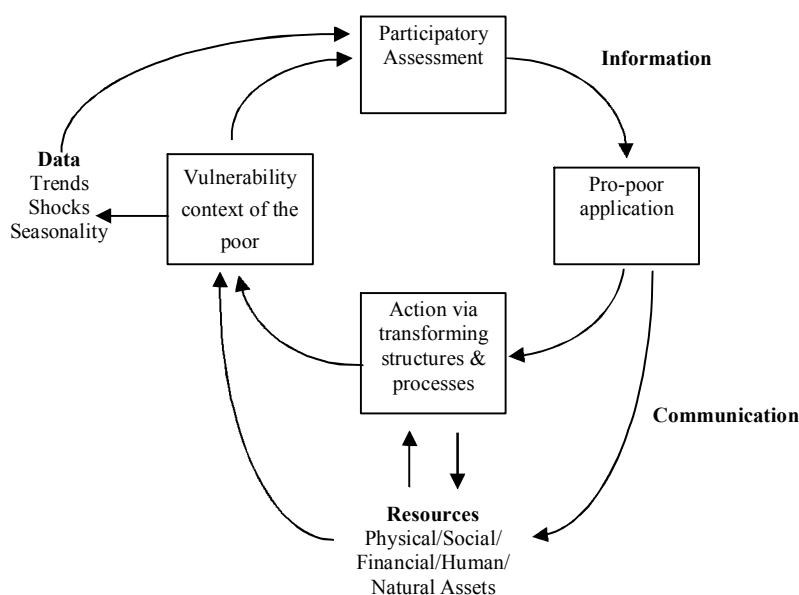 Participatory
Assessment
Information
Data
Trends
Shocks
Seasonality
Vulnerability
context of the
poor
Pro-poor
application
Action via
transforming
structures &
processes
Communication
Resources
Physical/Social/
Financial/Human/
Natural Assets